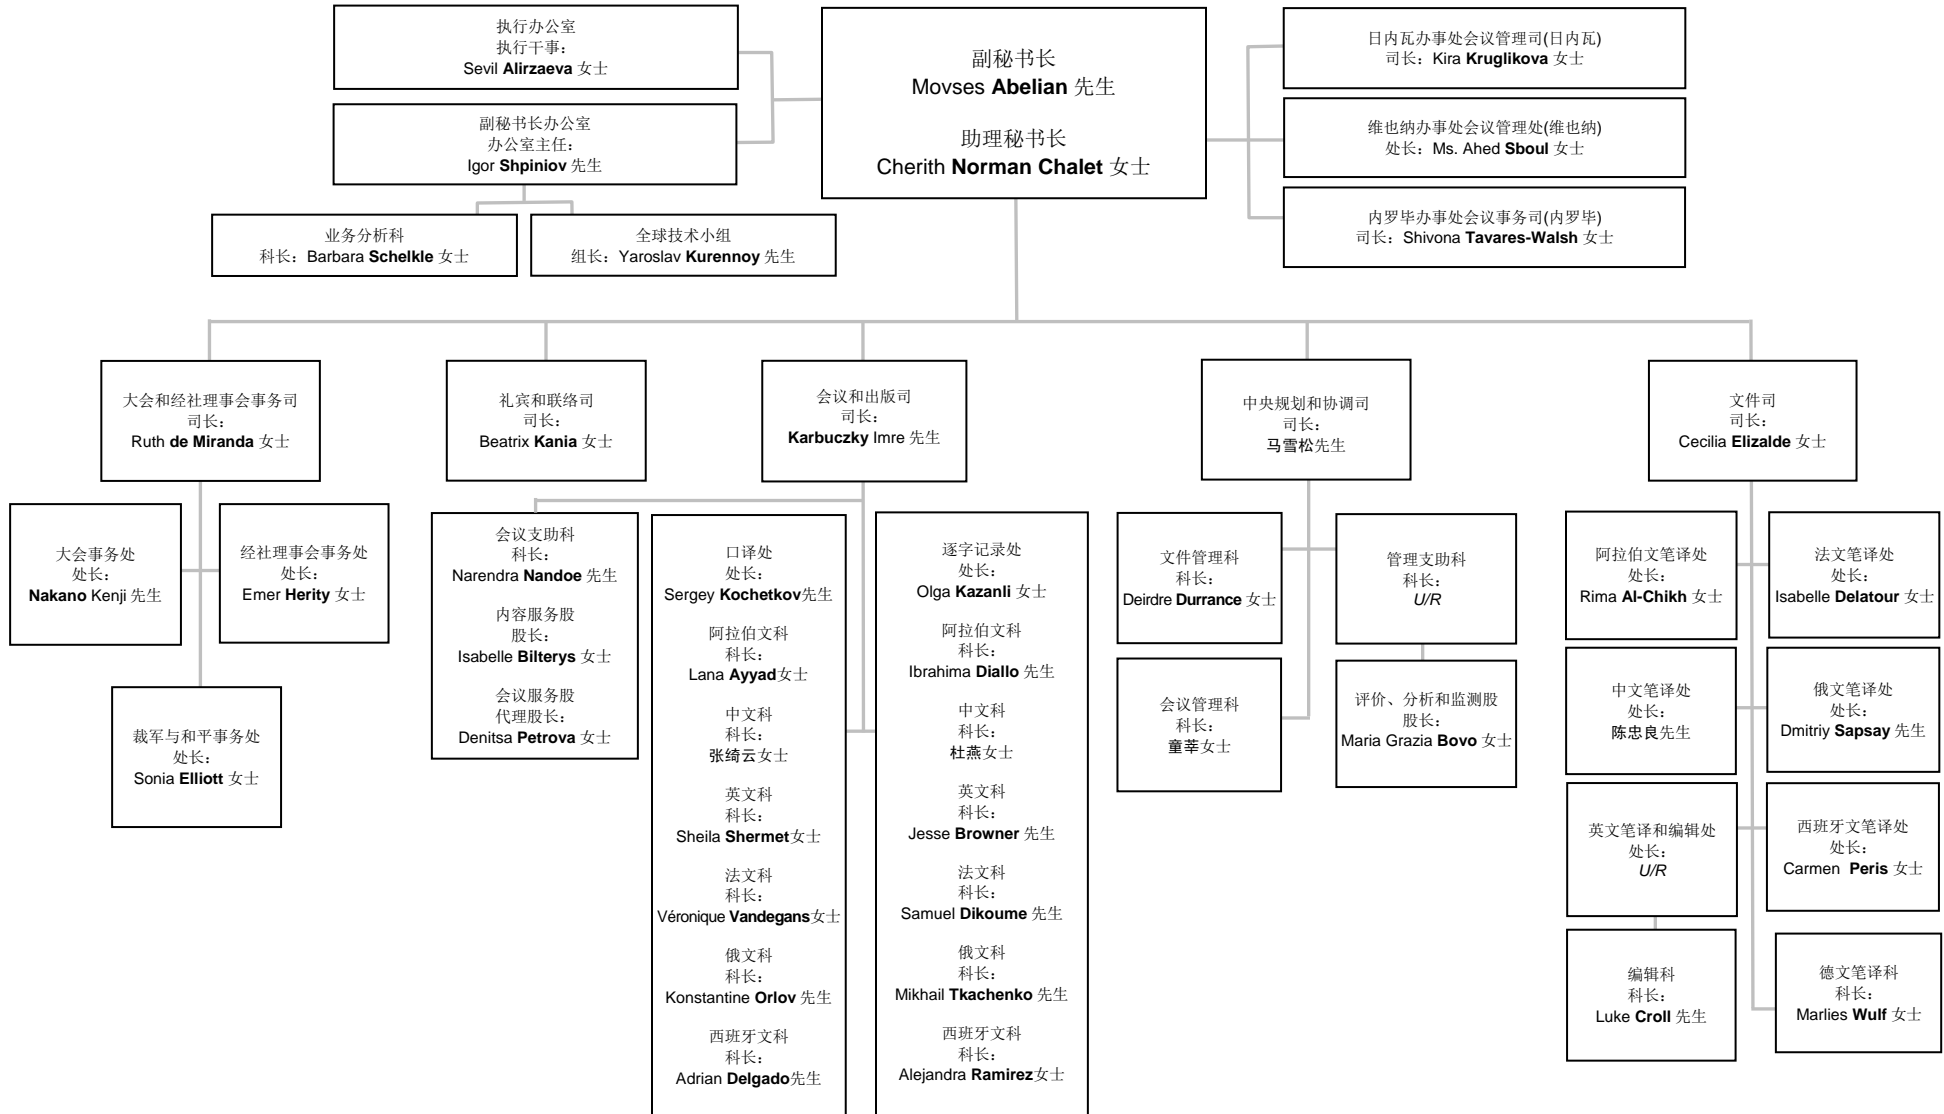 执行办公室
执行干事：
Sevil Alirzaeva 女士
副秘书长办公室
办公室主任：
Igor Shpiniov 先生
业务分析科
科长：Barbara Schelkle 女士
全球技术小组
组长：Yaroslav Kurennoy 先生
副秘书长
Movses Abelian 先生
助理秘书长
Cherith Norman Chalet 女士
日内瓦办事处会议管理司(日内瓦)
司长：Kira Kruglikova 女士
维也纳办事处会议管理处(维也纳)
处长：Ms. Ahed Sboul 女士
内罗毕办事处会议事务司(内罗毕)
司长：Shivona Tavares-Walsh 女士
大会和经社理事会事务司
司长：
Ruth de Miranda 女士
礼宾和联络司
司长：
Beatrix Kania 女士
会议和出版司
司长：
Karbuczky Imre 先生
中央规划和协调司
司长：
马雪松先生
文件司
司长：
Cecilia Elizalde 女士
大会事务处
处长：
Nakano Kenji 先生
经社理事会事务处
处长：
Emer Herity 女士
裁军与和平事务处
处长：
Sonia Elliott 女士
会议支助科
科长：
Narendra Nandoe 先生
内容服务股
股长：
Isabelle Bilterys 女士
会议服务股
代理股长：
Denitsa Petrova 女士
口译处
处长：
Sergey Kochetkov先生
阿拉伯文科
科长：
Lana Ayyad女士
中文科
科长：
张绮云女士
英文科
科长：
Sheila Shermet女士
法文科
科长：
Véronique Vandegans女士
俄文科
科长：
Konstantine Orlov 先生
西班牙文科
科长：
Adrian Delgado先生
逐字记录处
处长：
Olga Kazanli 女士
阿拉伯文科
科长：
Ibrahima Diallo 先生
中文科
科长：
杜燕女士
英文科
科长：
Jesse Browner 先生
法文科
科长：
Samuel Dikoume 先生
俄文科
科长：
Mikhail Tkachenko 先生
西班牙文科
科长：
Alejandra Ramirez女士
文件管理科
科长：
Deirdre Durrance 女士
管理支助科
科长：
U/R
会议管理科
科长：
童莘女士
评价、分析和监测股
股长：
Maria Grazia Bovo 女士
阿拉伯文笔译处
处长：
Rima Al-Chikh 女士
法文笔译处
处长：
Isabelle Delatour 女士
中文笔译处
处长：
陈忠良先生
俄文笔译处
处长：
Dmitriy Sapsay 先生
英文笔译和编辑处
处长：
U/R
西班牙文笔译处
处长：
Carmen Peris 女士
编辑科
科长：
Luke Croll 先生
德文笔译科
科长：
Marlies Wulf 女士